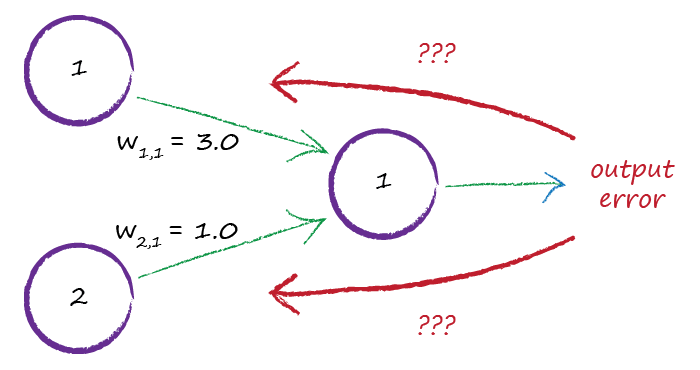 ???
1
w1,1 = 3.0
1
output
error
w2,1 = 1.0
2
???